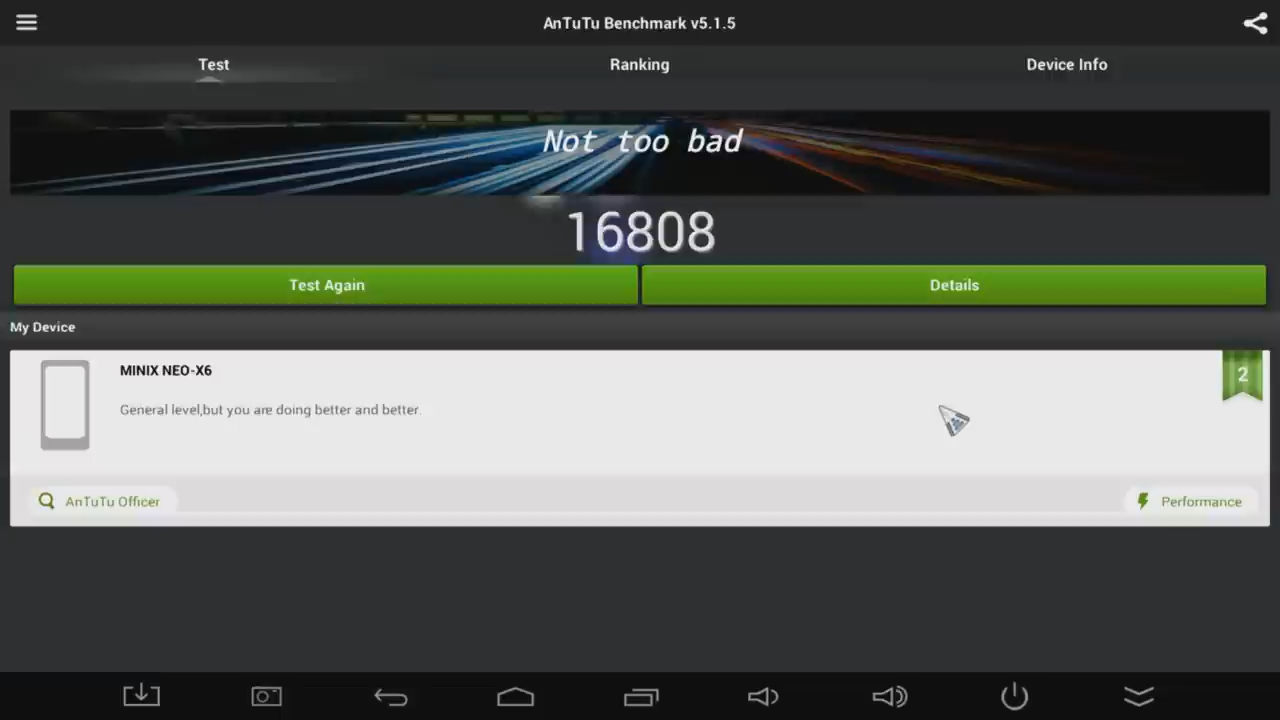 AnTuTu Benchmark v5.1.5
Test
Ranking
Device Info
Not too bad
16808
Test Again
Details
My Device
MINIX NEO-X6
2
General level,but you are doing better and better.
AnTuTu Officer
Performance